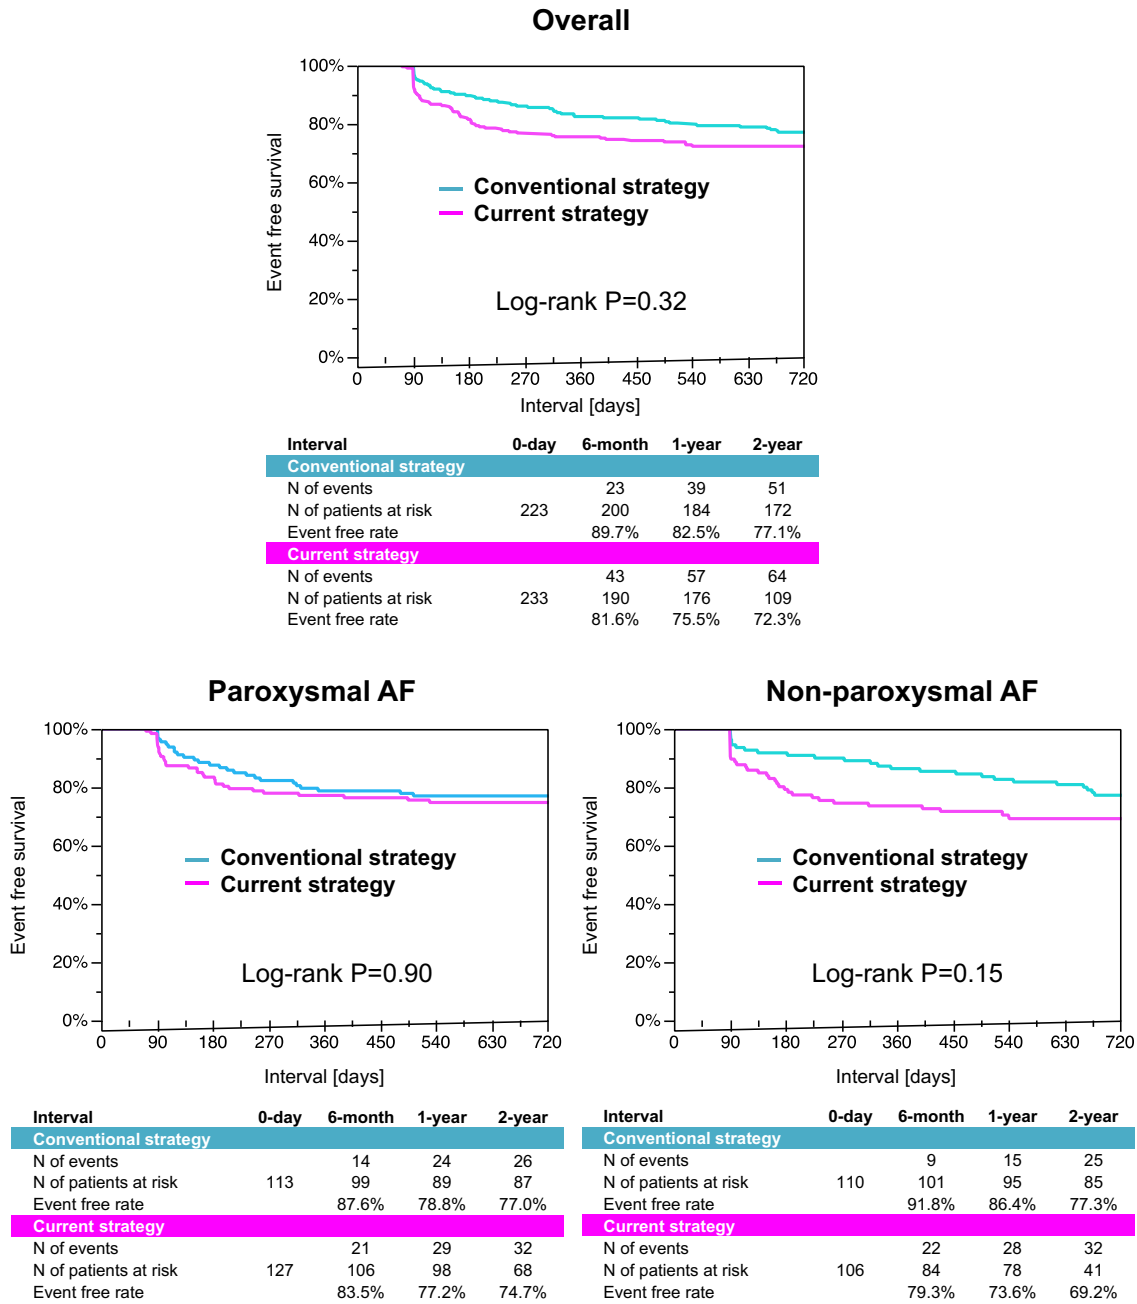 Overall
100%
80%
60%
40%
20%
0%
Event free survival
Conventional strategy
Current strategy
Log-rank P=0.32
0 90 180 270 360 450 540 630 720
Interval [days]
Interval 0-day 6-month 1-year 2-year
Conventional strategy
N of events 23 39 51
N of patients at risk 223 200 184 172
Event free rate 89.7% 82.5% 77.1%
Current strategy
N of events 43 57 64
N of patients at risk 233 190 176 109
Event free rate 81.6% 75.5% 72.3%
Paroxysmal AF
100%
80%
60%
40%
20%
0%
Event free survival
Conventional strategy
Current strategy
Log-rank P=0.90
0 90 180 270 360 450 540 630 720
Interval [days]
Interval 0-day 6-month 1-year 2-year
Conventional strategy
N of events 14 24 26
N of patients at risk 113 99 89 87
Event free rate 87.6% 78.8% 77.0%
Current strategy
N of events 21 29 32
N of patients at risk 127 106 98 68
Event free rate 83.5% 77.2% 74.7%
Non-paroxysmal AF
100%
80%
60%
40%
20%
0%
Event free survival
Conventional strategy
Current strategy
Log-rank P=0.15
0 90 180 270 360 450 540 630 720
Interval [days]
Interval 0-day 6-month 1-year 2-year
Conventional strategy
N of events 9 15 25
N of patients at risk 110 101 95 85
Event free rate 91.8% 86.4% 77.3%
Current strategy
N of events 22 28 32
N of patients at risk 106 84 78 41
Event free rate 79.3% 73.6% 69.2%